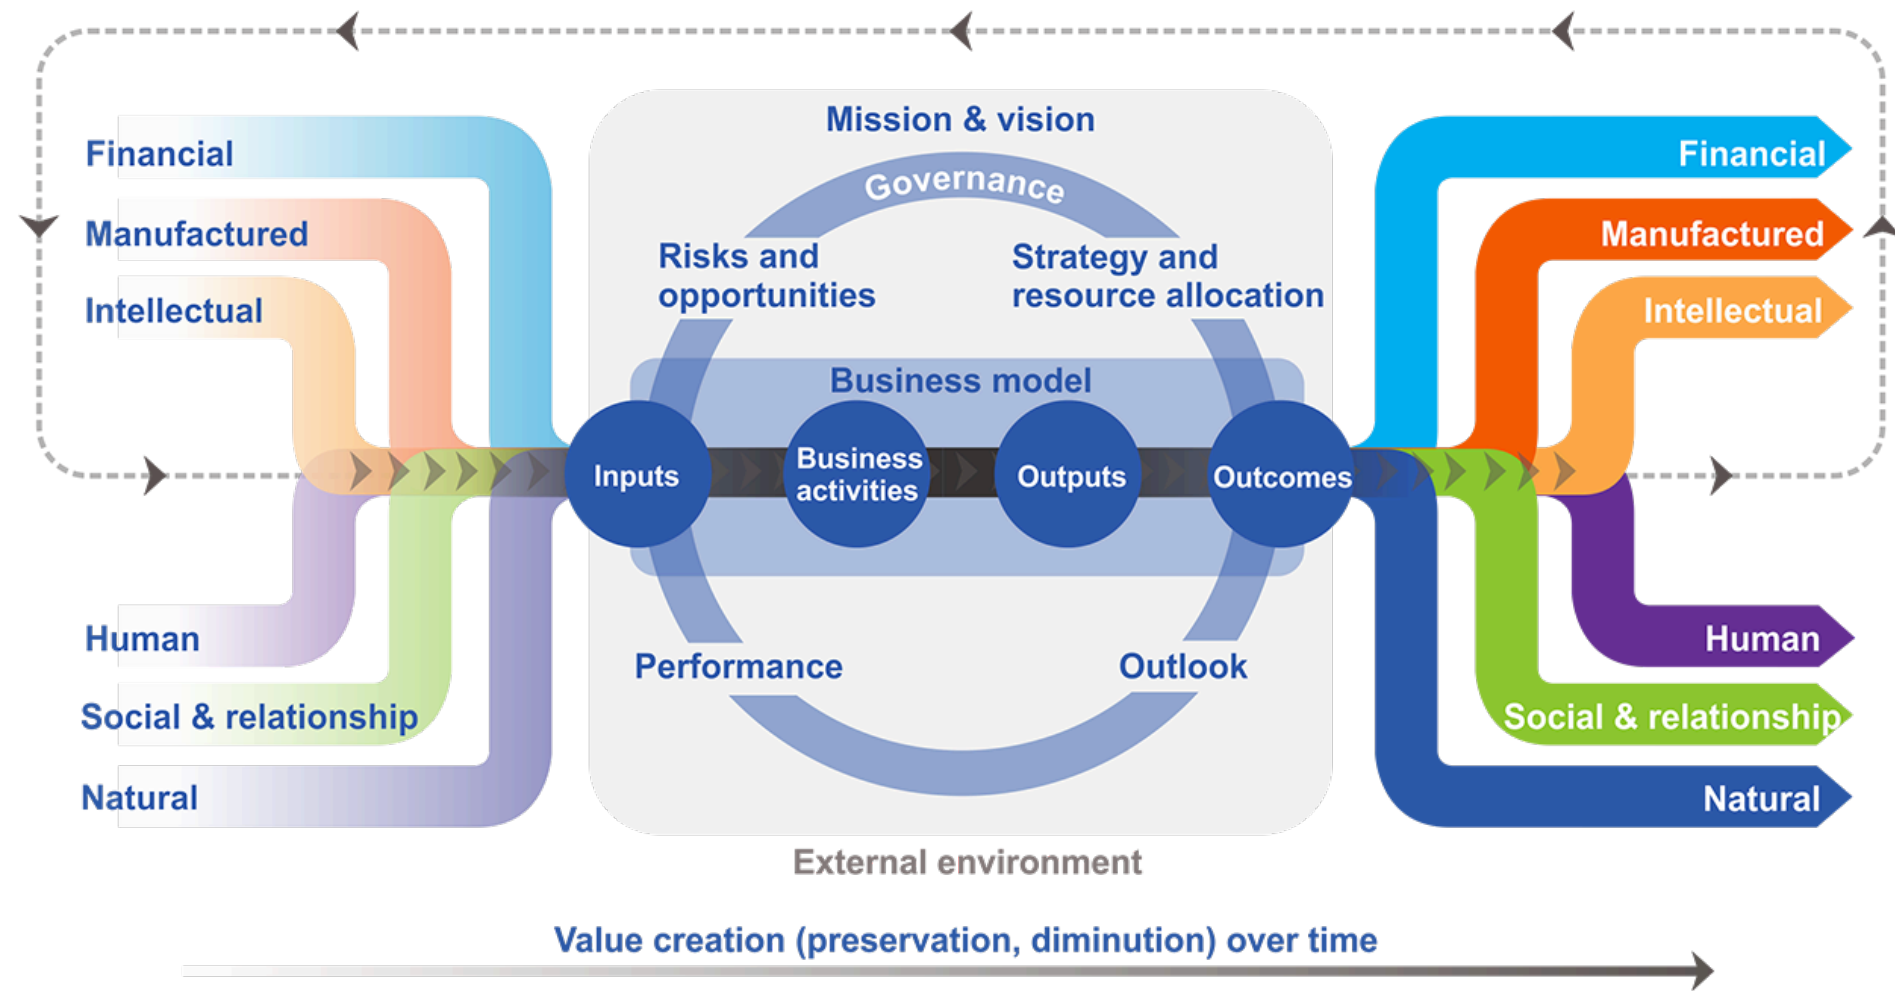 Financial
Manufactured
Intellectual
Human
Social & relationship
Natural
Mission & vision
Governance
Risks and
opportunities
Strategy and
resource allocation
Business model
Inputs
Business
activities
Outputs
Outcomes
Performance
Outlook
Financial
Manufactured
Intellectual
Human
Social & relationship
Natural
External environment
Value creation (preservation, diminution) over time